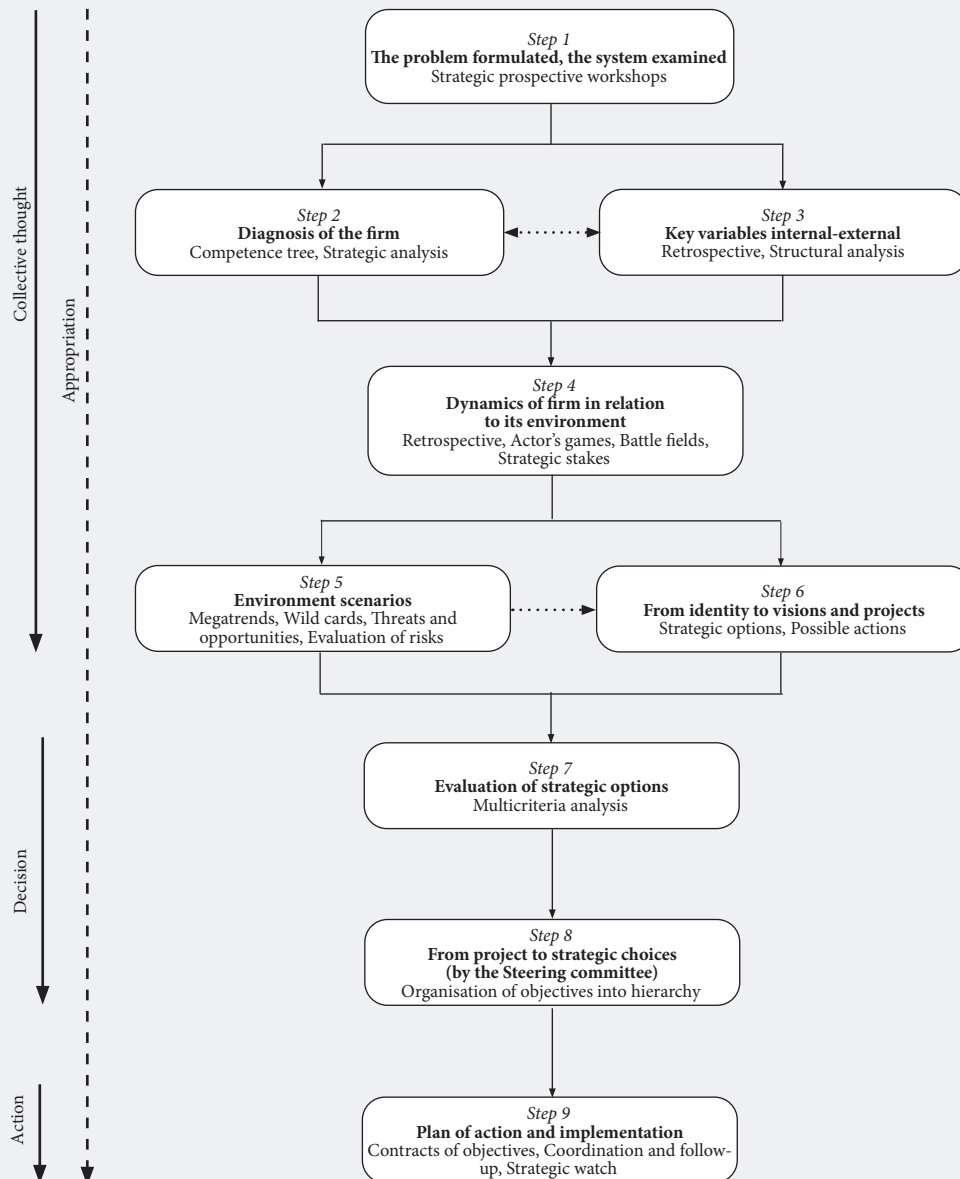 Step 1
The problem formulated, the system examined
Strategic prospective workshops
Step 2
Diagnosis of the firm
Competence tree, Strategic analysis
Step 3
Key variables internal-external
Retrospective, Structural analysis
Collective thought
Appropriation
Step 4
Dynamics of firm in relation
to its environment
Retrospective, Actor's games, Battle fields,
Strategic stakes
Step 5
Environment scenarios
Megatrends, Wild cards, Threats and
opportunities, Evaluation of risks
Step 6
From identity to visions and projects
Strategic options, Possible actions
Step 7
Evaluation of strategic options
Multicriteria analysis
Decision
Step 8
From project to strategic choices
(by the Steering committee)
Organisation of objectives into hierarchy
Action
Step 9
Plan of action and implementation
Contracts of objectives, Coordination and follow-
up, Strategic watch